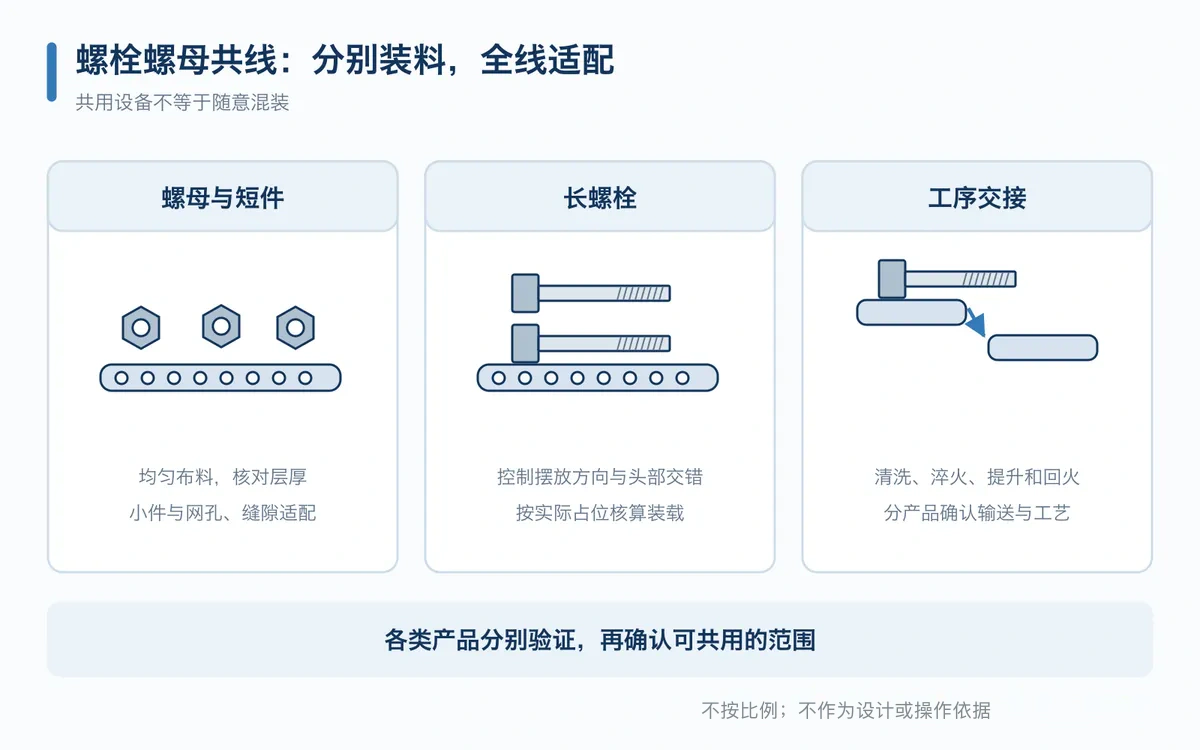 螺栓螺母共线：分别装料，全线适配
共用设备不等于随意混装
螺母与短件
均匀布料，核对层厚
小件与网孔、缝隙适配
长螺栓
控制摆放方向与头部交错
按实际占位核算装载
工序交接
清洗、淬火、提升和回火
分产品确认输送与工艺
各类产品分别验证，再确认可共用的范围
不按比例；不作为设计或操作依据